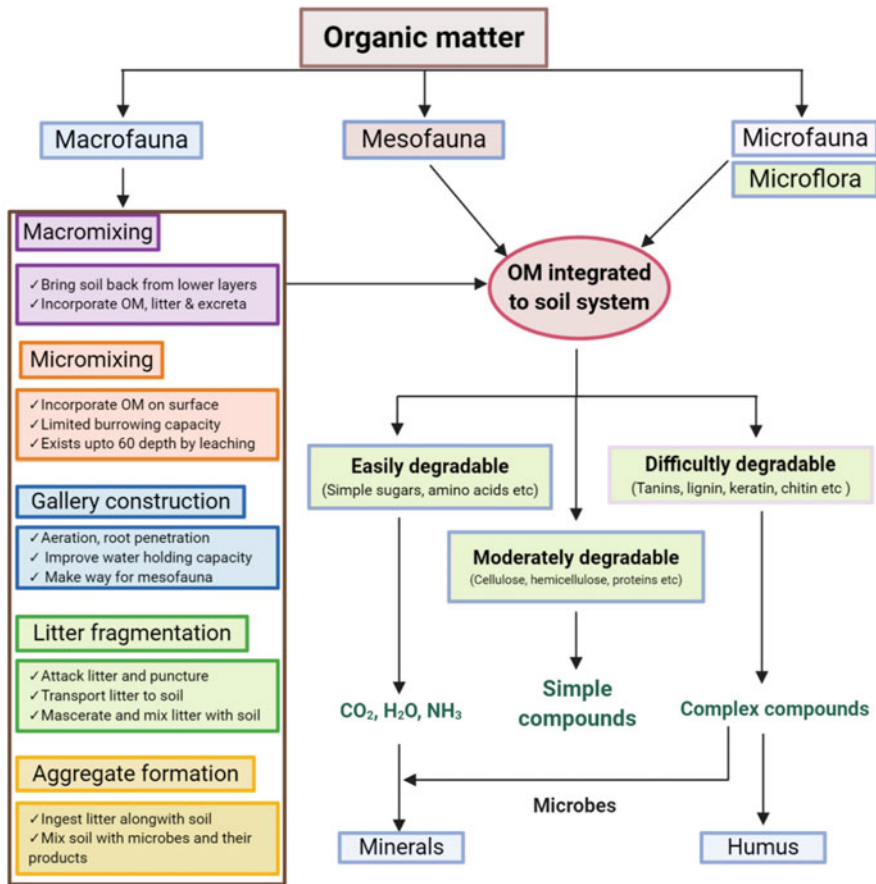 Organic matter
Macrofauna
Mesofauna
Microfauna
Microflora
Macromixing
✓Bring soil back from lower layers
✓Incorporate OM, litter & excreta
Micromixing
✓Incorporate OM on surface
✓Limited burrowing capacity
✓Exists upto 60 depth by leaching
Gallery construction
✓Aeration, root penetration
✓ Improve water holding capacity
✓ Make way for mesofauna
Litter fragmentation
✓Attack litter and puncture
✓Transport litter to soil
✓Mascerate and mix litter with soil
Aggregate formation
✓Ingest litter alongwith soil
✓Mix soil with microbes and their
products
OM integrated
to soil system
Easily degradable
(Simple sugars, amino acids etc)
Moderately degradable
(Cellulose, hemicellulose, proteins etc)
Difficultly degradable
(Tanins, lignin, keratin, chitin etc )
CO₂, H₂O, NH₃
Simple
compounds
Complex compounds
Microbes
Minerals
Humus